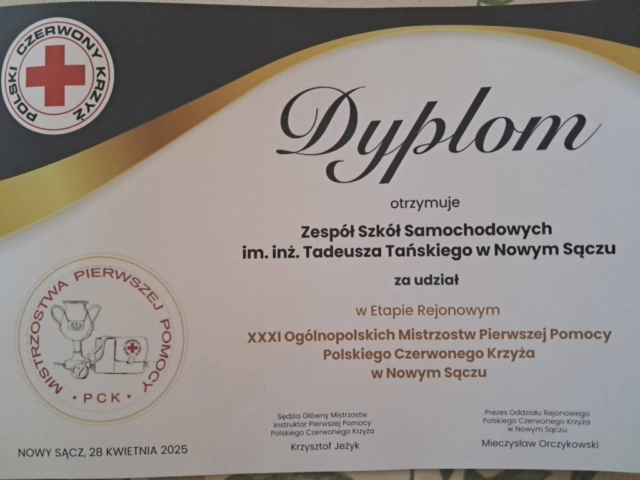 POLSKI CZERWONY KRZYŻ
Dyplom
otrzymuje
Zespół Szkół Samochodowych
im. inż. Tadeusza Tańskiego w Nowym Sączu
za udział
w Etapie Rejonowym
XXXI Ogólnopolskich Mistrzostw Pierwszej Pomocy
Polskiego Czerwonego Krzyża
w Nowym Sączu
MISTRZOSTWA PIERWSZEJ POMOCY
• PCK •
Sędzia Główny Mistrzostw
Instruktor Pierwszej Pomocy
Polskiego Czerwonego Krzyża
Krzysztof Jeżyk
Prezes Oddziału Rejonowego
Polskiego Czerwonego Krzyża
w Nowym Sączu
Mieczysław Orczykowski
NOWY SĄCZ, 28 KWIETNIA 2025